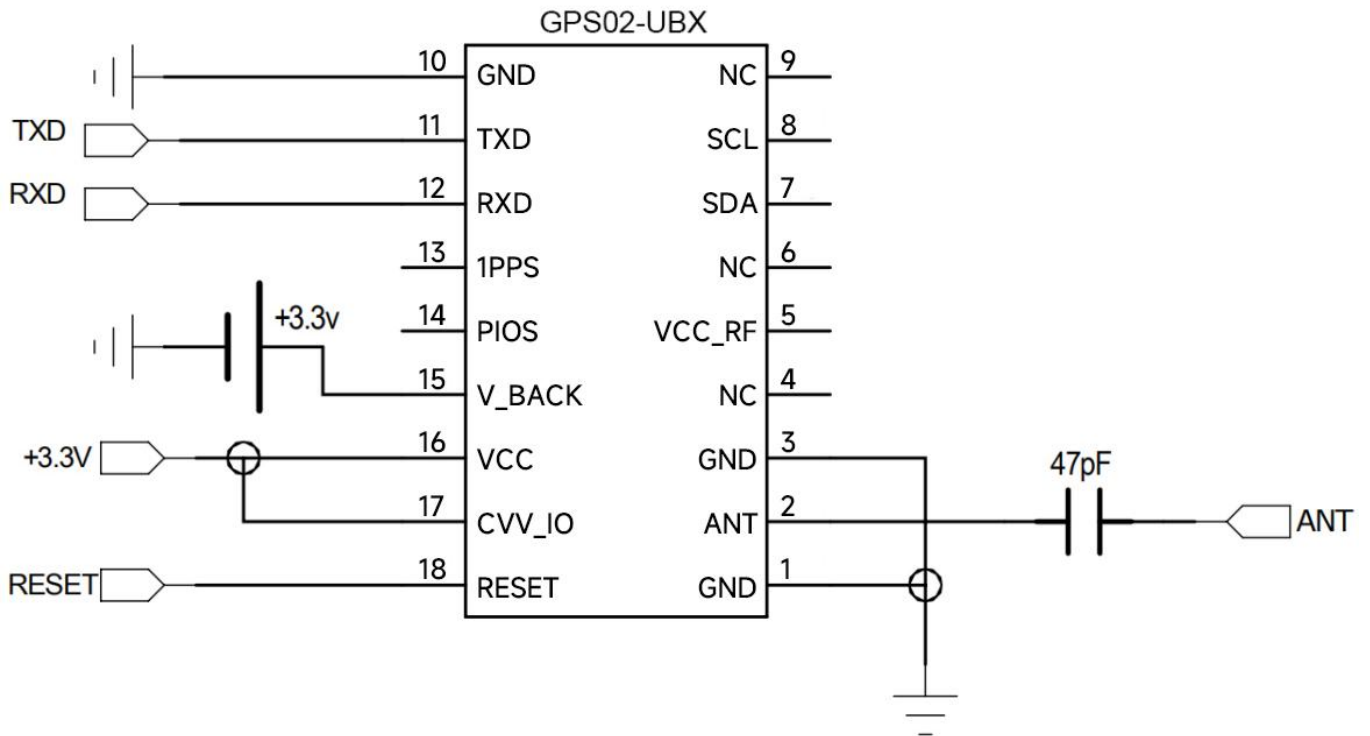 GPS02-UBX
10 GND NC 9
TXD 11 TXD SCL 8
RXD 12 RXD SDA 7
13 1PPS NC 6
+3.3v 14 PIOS VCC_RF 5
15 V_BACK NC 4
+3.3V 16 VCC GND 3 47pF
17 CVV_IO ANT 2 ANT
RESET 18 RESET GND 1